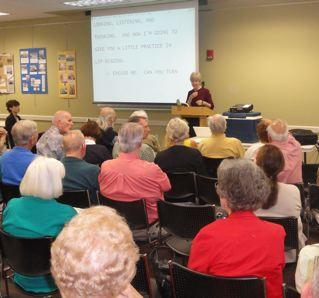 LOOKING, LISTENING, AND
THINKING. AND NOW I'M GOING TO
GIVE YOU A LITTLE PRACTICE IN
LIP READING.
>> EXCUSE ME. CAN YOU TURN